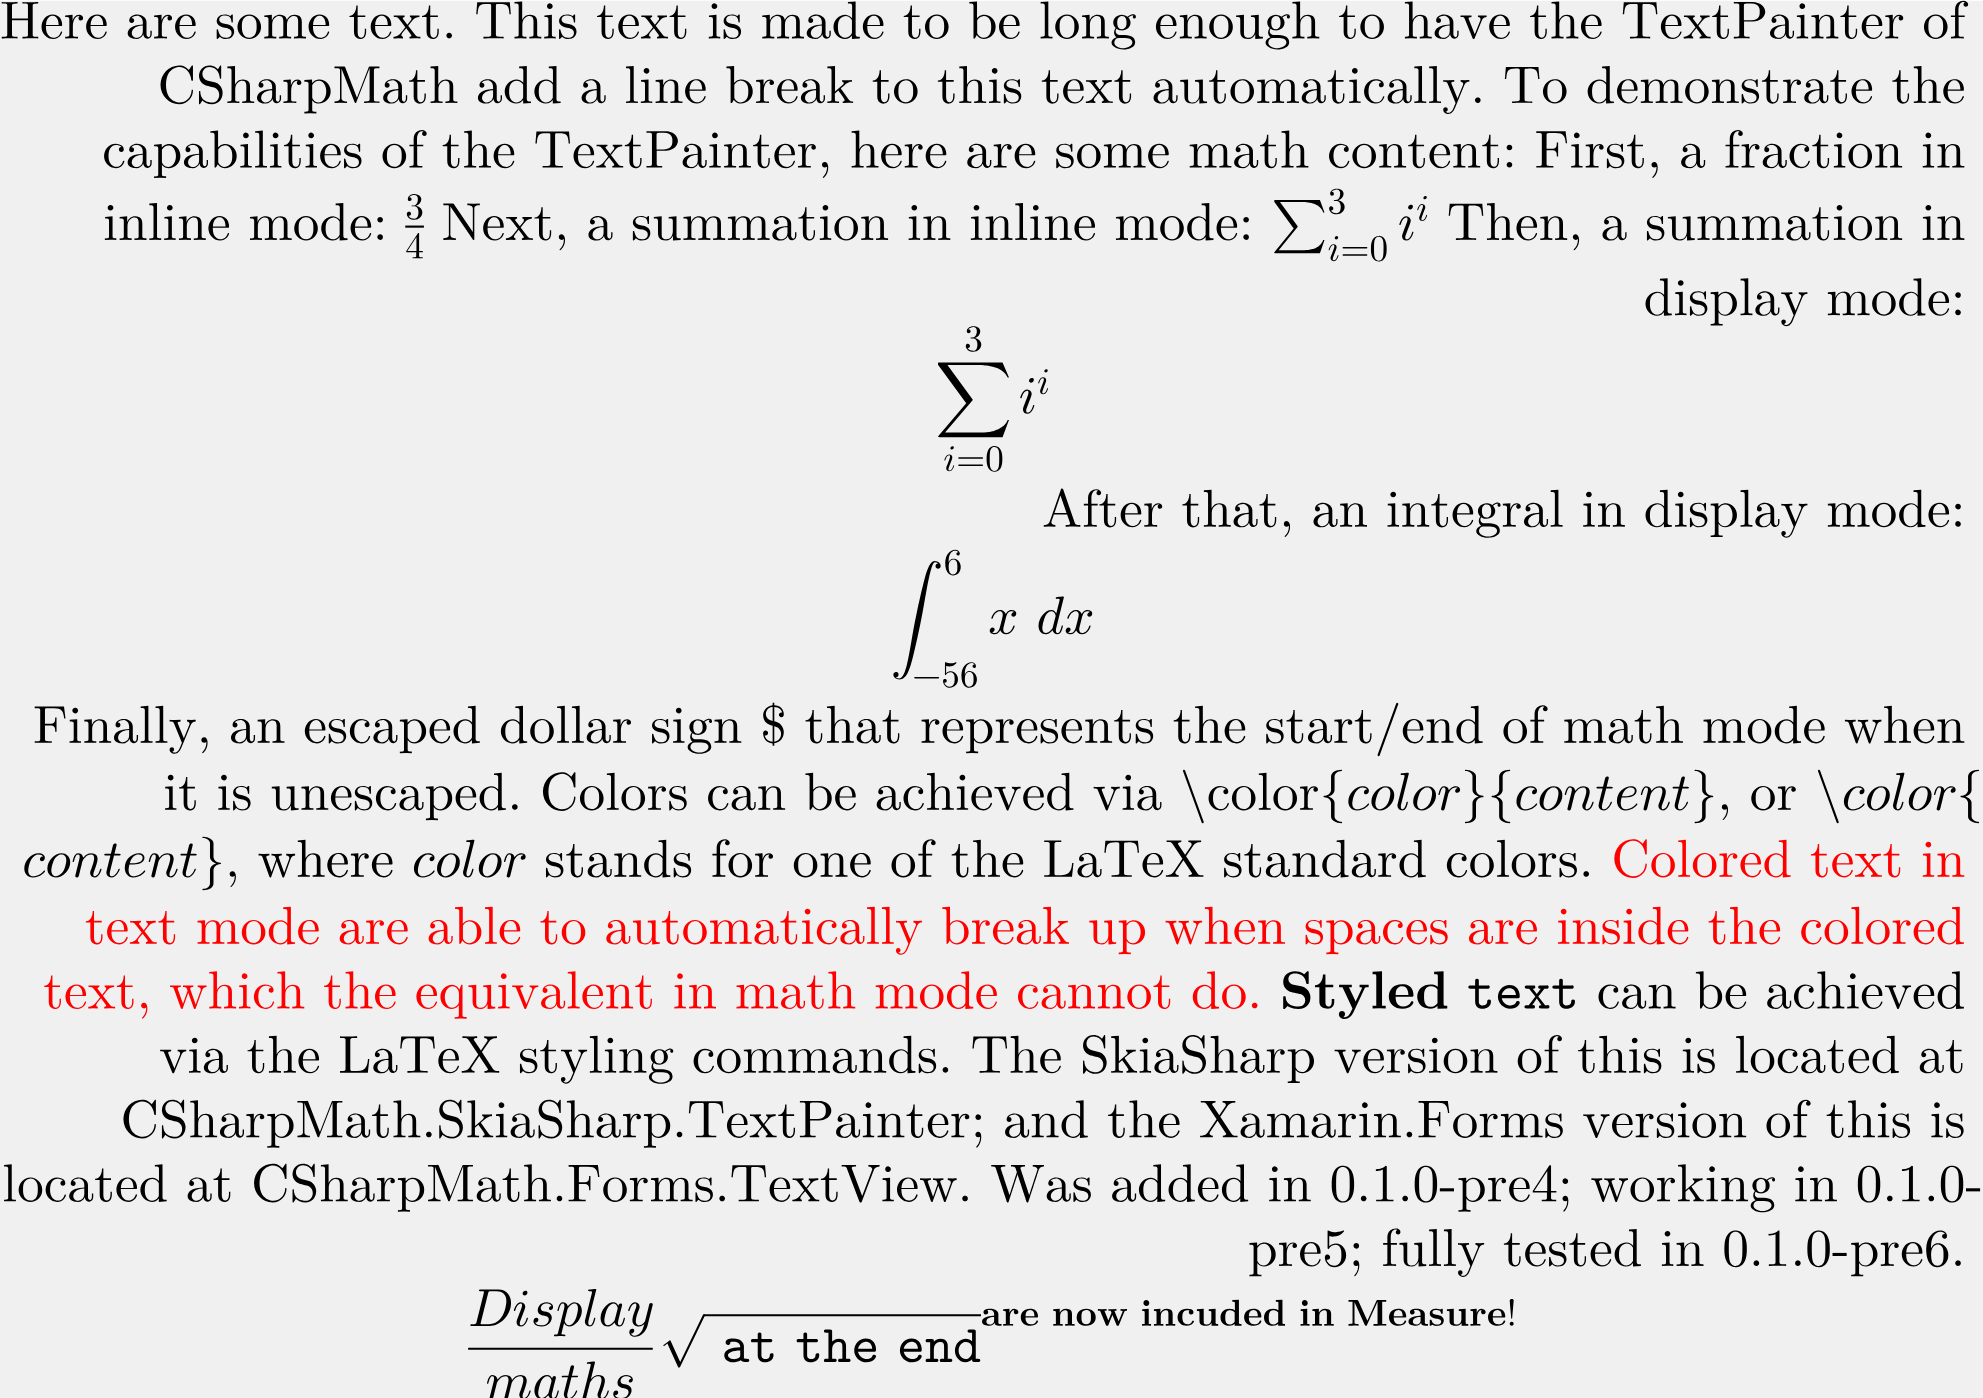 Here are some text. This text is made to be long enough to have the TextPainter of
CSharpMath add a line break to this text automatically. To demonstrate the
capabilities of the TextPainter, here are some math content: First, a fraction in
inline mode: $\frac{3}{4}$ Next, a summation in inline mode: $\sum_{i=0}^{3} i^i$ Then, a summation in
display mode:
$$\sum_{i=0}^{3} i^i$$
After that, an integral in display mode:
$$\int_{-56}^{6} x \ dx$$
Finally, an escaped dollar sign $ that represents the start/end of math mode when
it is unescaped. Colors can be achieved via \color{color}{content}, or \color{
content}, where color stands for one of the LaTeX standard colors. Colored text in
text mode are able to automatically break up when spaces are inside the colored
text, which the equivalent in math mode cannot do. Styled text can be achieved
via the LaTeX styling commands. The SkiaSharp version of this is located at
CSharpMath.SkiaSharp.TextPainter; and the Xamarin.Forms version of this is
located at CSharpMath.Forms.TextView. Was added in 0.1.0-pre4; working in 0.1.0-
pre5; fully tested in 0.1.0-pre6.
$$\frac{Display}{maths} \sqrt{\texttt{at the end}}^{\textbf{are now incuded in Measure!}}$$